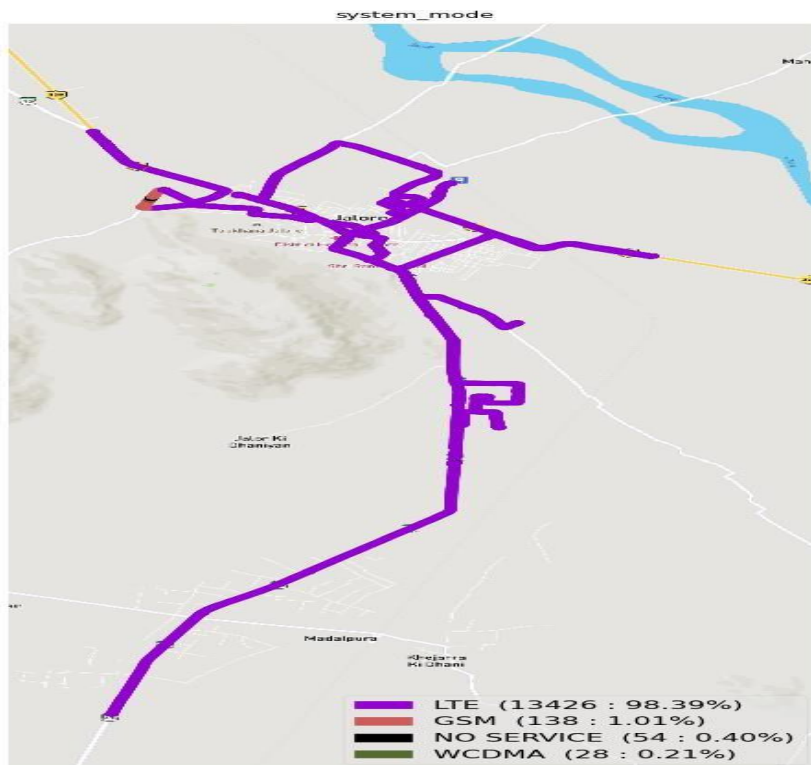 system_mode
Jalore
Jalor Ki
Dhaniyan
Madalpura
Khejarra
Ki Dhani
LTE (13426 : 98.39%)
GSM (138 : 1.01%)
NO SERVICE (54 : 0.40%)
WCDMA (28 : 0.21%)